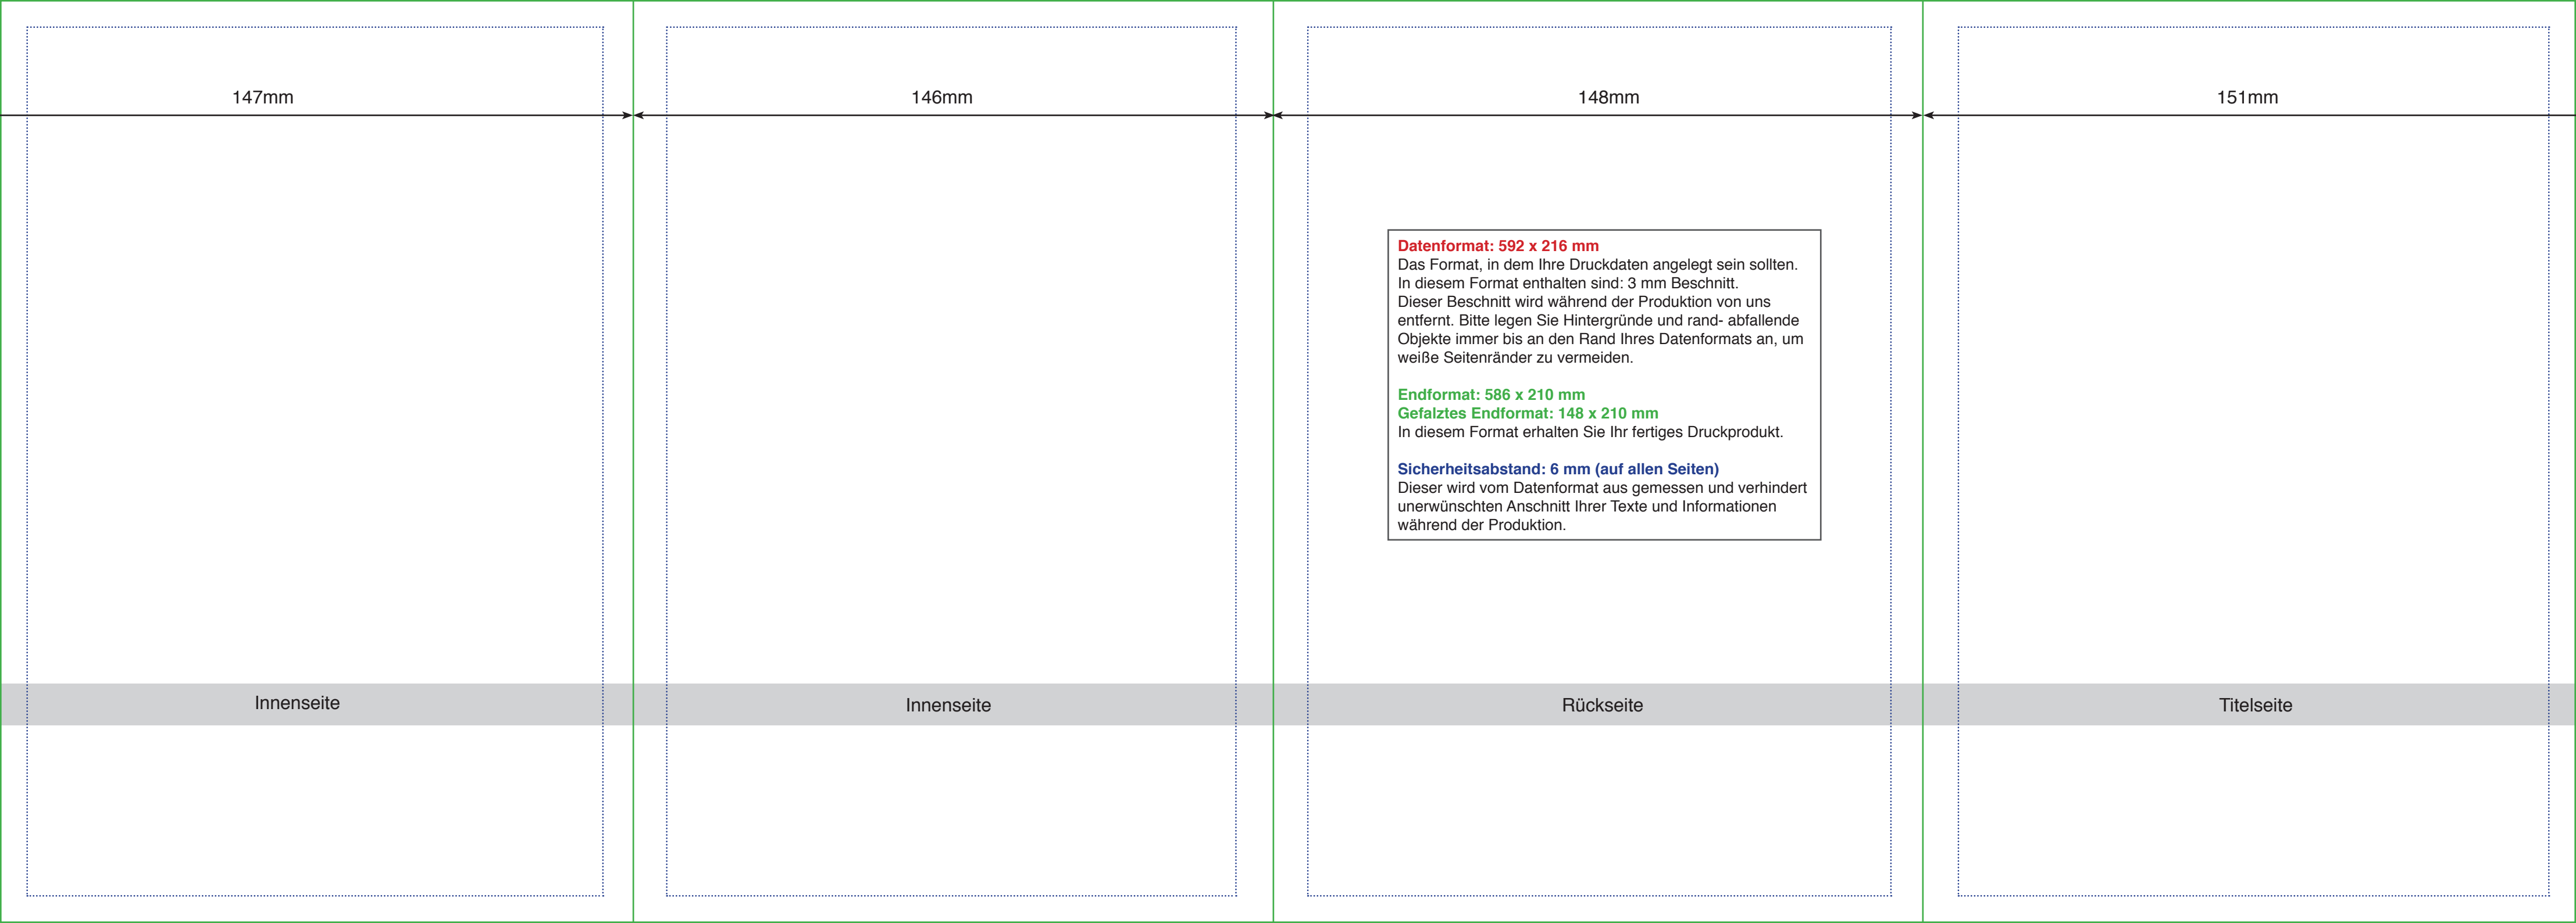 147mm
146mm
148mm
151mm
Datenformat: 592 x 216 mm
Das Format, in dem Ihre Druckdaten angelegt sein sollten.
In diesem Format enthalten sind: 3 mm Beschnitt.
Dieser Beschnitt wird während der Produktion von uns
entfernt. Bitte legen Sie Hintergründe und rand- abfallende
Objekte immer bis an den Rand Ihres Datenformats an, um
weiße Seitenränder zu vermeiden.
Endformat: 586 x 210 mm
Gefalztes Endformat: 148 x 210 mm
In diesem Format erhalten Sie Ihr fertiges Druckprodukt.
Sicherheitsabstand: 6 mm (auf allen Seiten)
Dieser wird vom Datenformat aus gemessen und verhindert
unerwünschten Anschnitt Ihrer Texte und Informationen
während der Produktion.
Innenseite
Innenseite
Rückseite
Titelseite